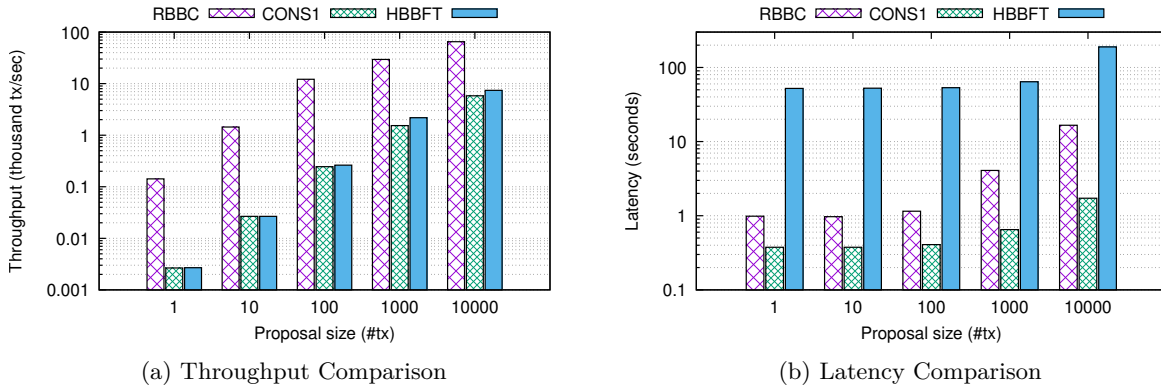 RBBC CONS1 HBBFT
Throughput (thousand tx/sec)
100
10
1
0.1
0.01
0.001
1 10 100 1000 10000
Proposal size (#tx)
(a) Throughput Comparison
RBBC CONS1 HBBFT
Latency (seconds)
100
10
1
0.1
1 10 100 1000 10000
Proposal size (#tx)
(b) Latency Comparison